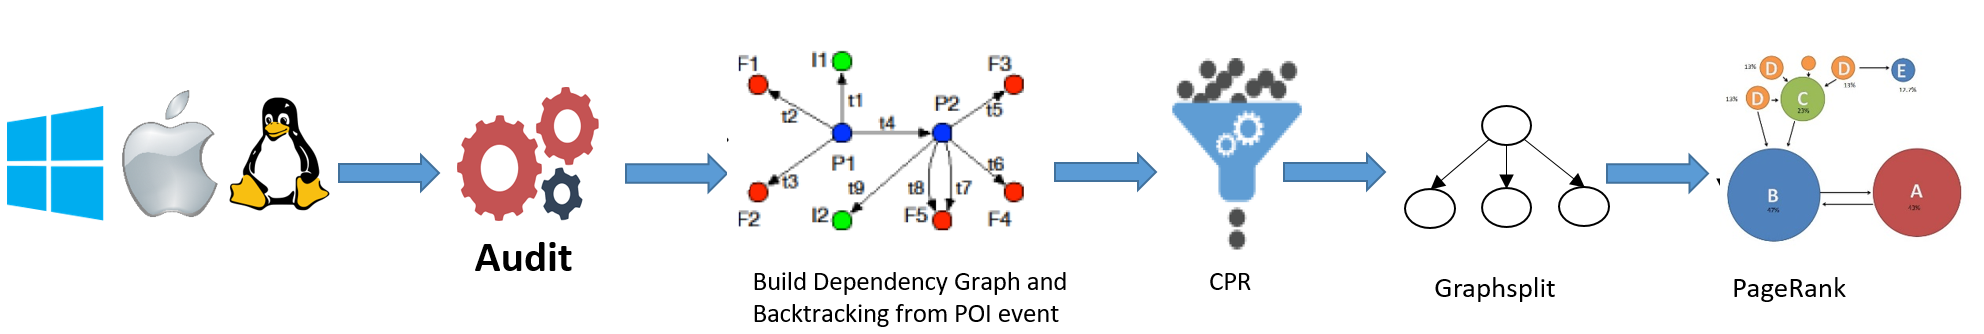 F1
I1
F3
t1
t2
P2
t5
t4
P1
t3
t9
t8
t7
t6
F2
I2
F5
F4
Audit
Build Dependency Graph and
Backtracking from POI event
CPR
Graphsplit
13%
D
D
13%
E
12.7%
13%
D
C
23%
B
47%
A
PageRank